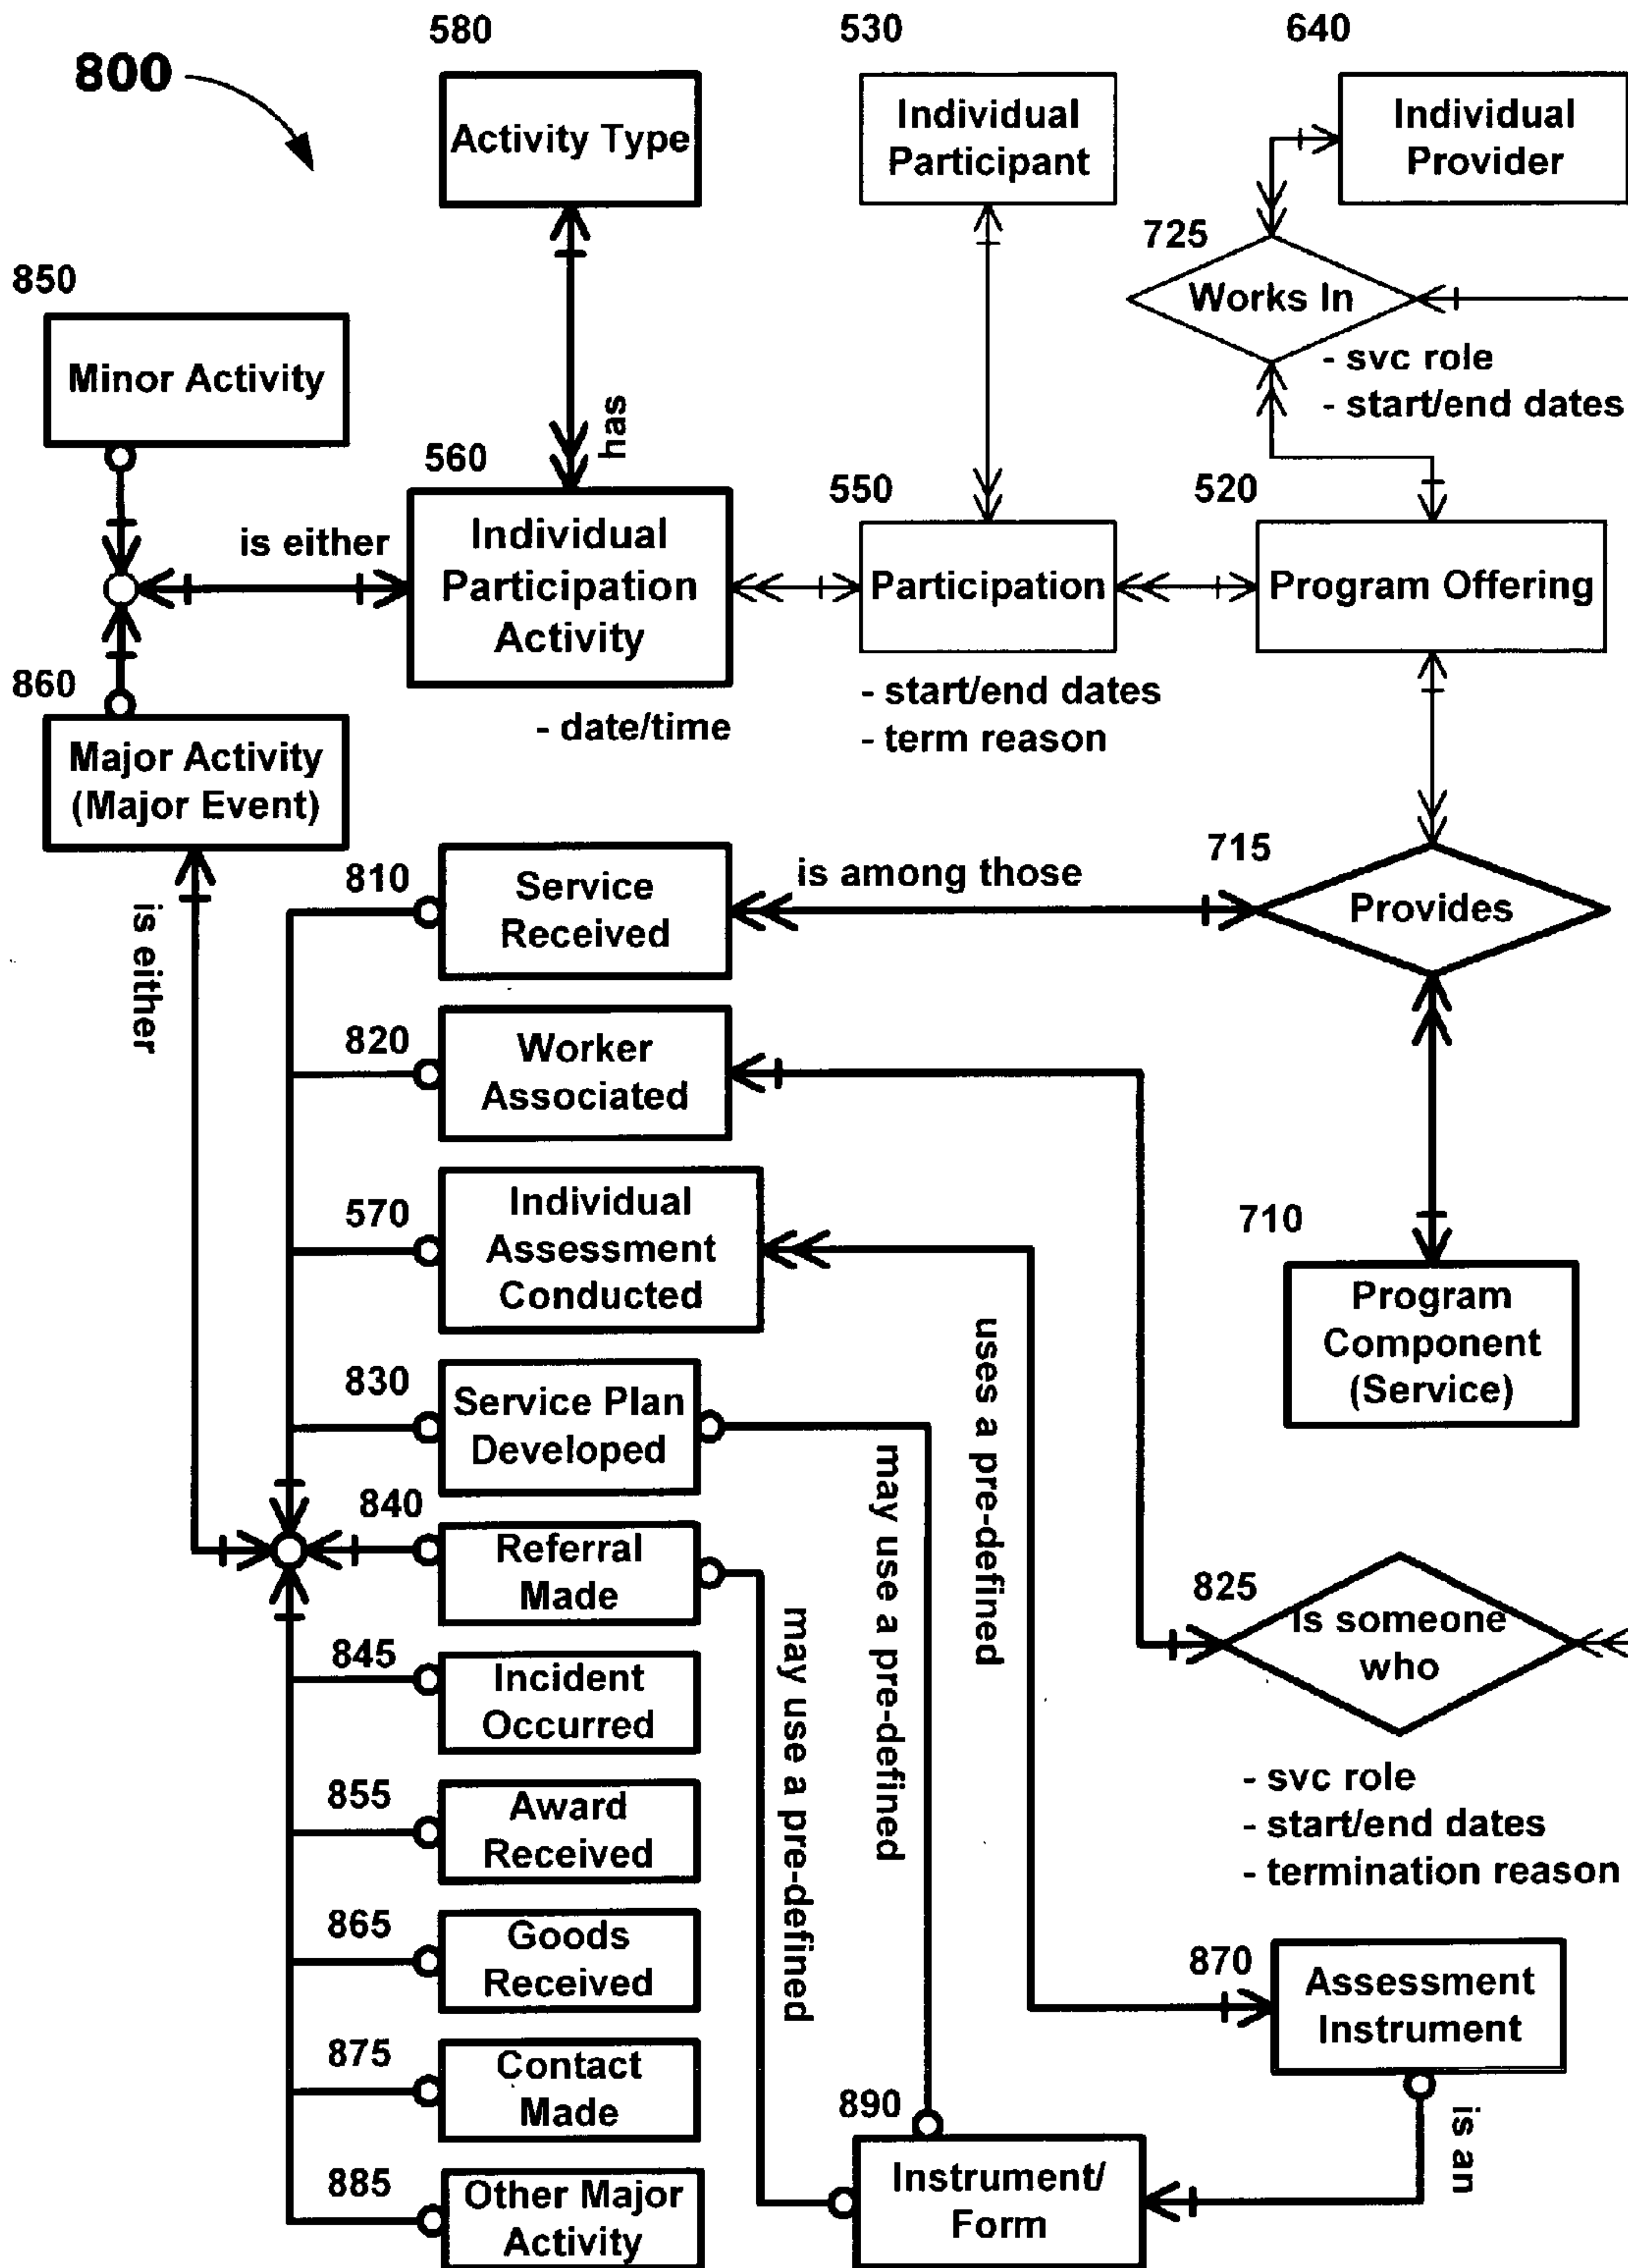 800
580
Activity Type
530
Individual
Participant
640
Individual
Provider
725
Works In
- svc role
- start/end dates
850
Minor Activity
has
560
Individual
Participation
Activity
- date/time
is either
550
Participation
- start/end dates
- term reason
520
Program Offering
860
Major Activity
(Major Event)
is either
810
Service
Received
is among those
715
Provides
820
Worker
Associated
570
Individual
Assessment
Conducted
710
Program
Component
(Service)
830
Service Plan
Developed
uses a pre-defined
may use a pre-defined
840
Referral
Made
may use a pre-defined
825
Is someone
who
- svc role
- start/end dates
- termination reason
845
Incident
Occurred
855
Award
Received
865
Goods
Received
870
Assessment
Instrument
875
Contact
Made
890
Instrument/
Form
is an
885
Other Major
Activity